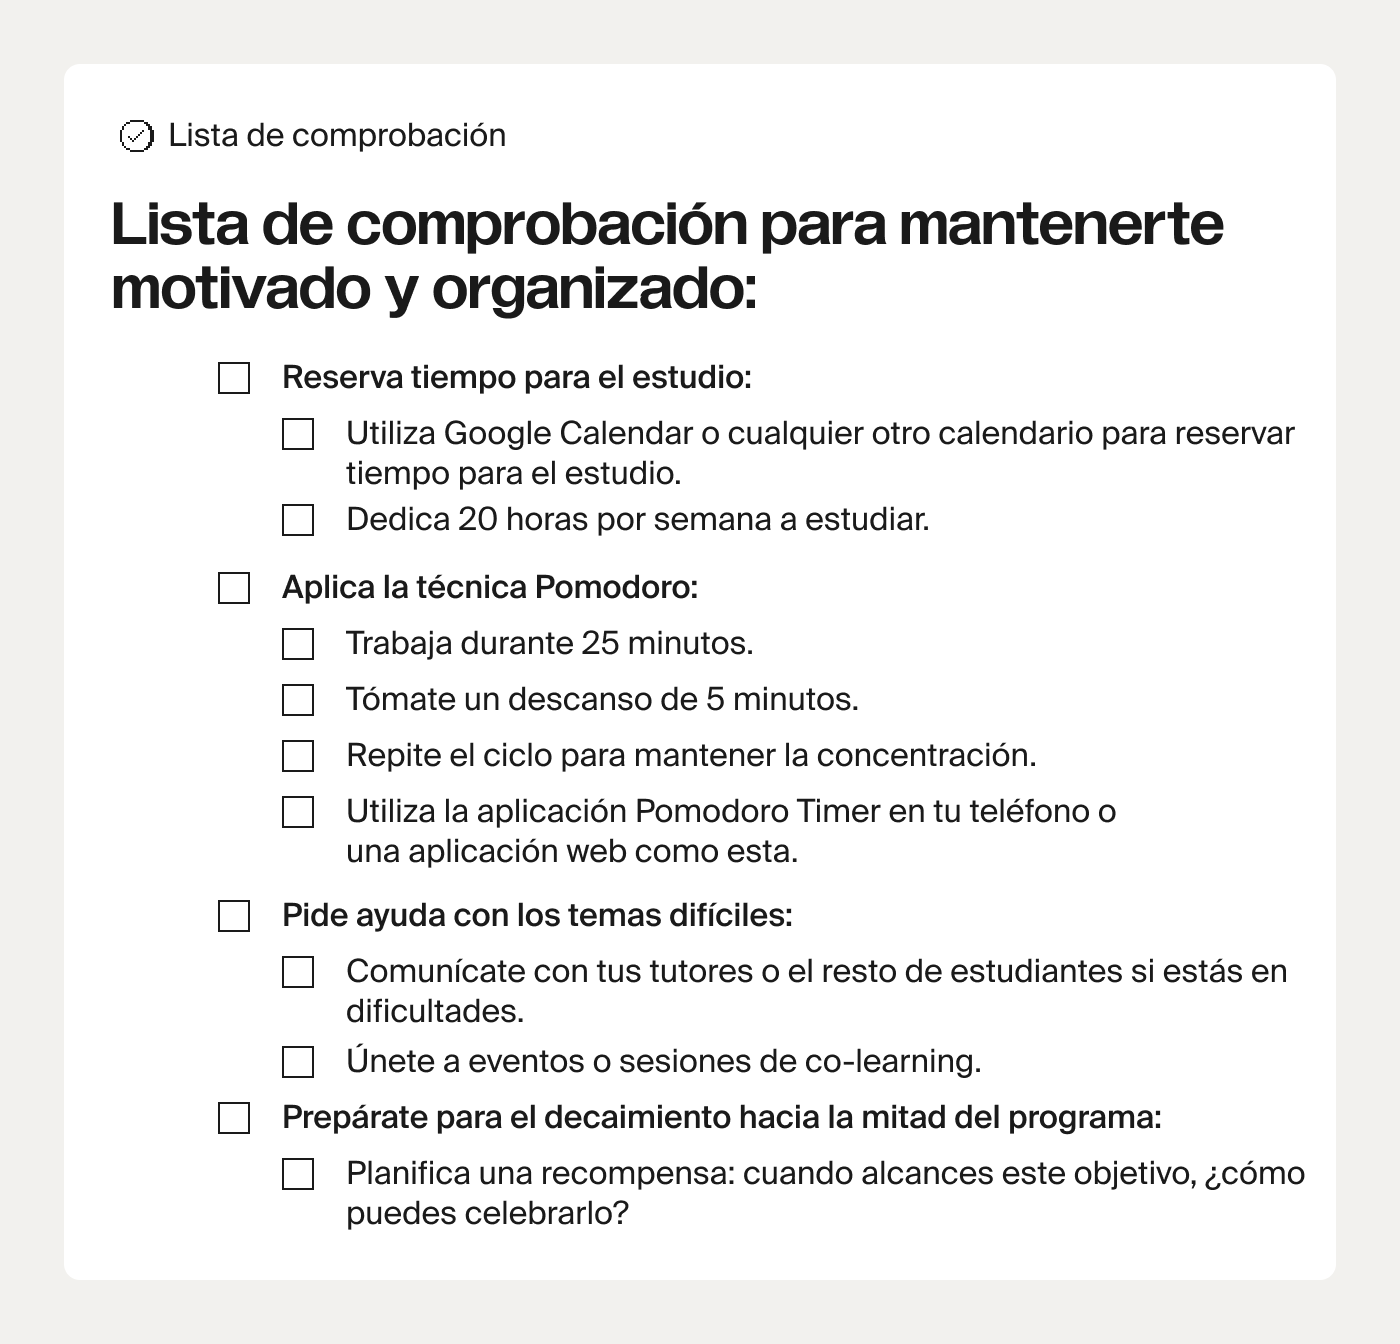 Lista de comprobación
Lista de comprobación para mantenerte
motivado y organizado:
Reserva tiempo para el estudio:
Utiliza Google Calendar o cualquier otro calendario para reservar
tiempo para el estudio.
Dedica 20 horas por semana a estudiar.
Aplica la técnica Pomodoro:
Trabaja durante 25 minutos.
Tómate un descanso de 5 minutos.
Repite el ciclo para mantener la concentración.
Utiliza la aplicación Pomodoro Timer en tu teléfono o
una aplicación web como esta.
Pide ayuda con los temas difíciles:
Comunícate con tus tutores o el resto de estudiantes si estás en
dificultades.
Únete a eventos o sesiones de co-learning.
Prepárate para el decaimiento hacia la mitad del programa:
Planifica una recompensa: cuando alcances este objetivo, ¿cómo
puedes celebrarlo?